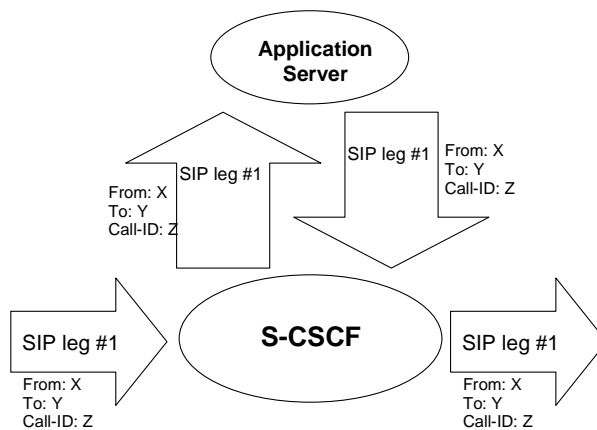 Application
Server
SIP leg #1
From: X
To: Y
Call-ID: Z
SIP leg #1
From: X
To: Y
Call-ID: Z
S-CSCF
SIP leg #1
From: X
To: Y
Call-ID: Z
SIP leg #1
From: X
To: Y
Call-ID: Z